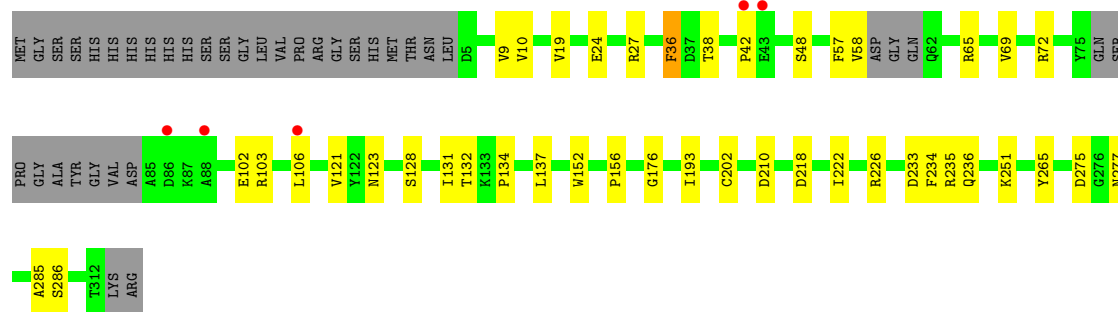 MET GLY SER SER HIS HIS HIS HIS HIS HIS SER SER GLY LEU VAL PRO ARG GLY SER HIS MET THR ASN LEU D5 V9 V10 V19 E24 R27 F36 D37 T38 P42 E43 S48 F57 V58 ASP GLY GLN Q62 R65 V69 R72 Y75 GLN SER
PRO GLY ALA TYR GLY VAL ASP A85 D86 K87 A88 E102 R103 L106 V121 Y122 N123 S128 I131 T132 K133 P134 L137 W152 P156 G176 I193 C202 D210 D218 I222 R226 D233 F234 R235 Q236 K251 Y265 D275 G276 N277
A285 S286 T312 LYS ARG